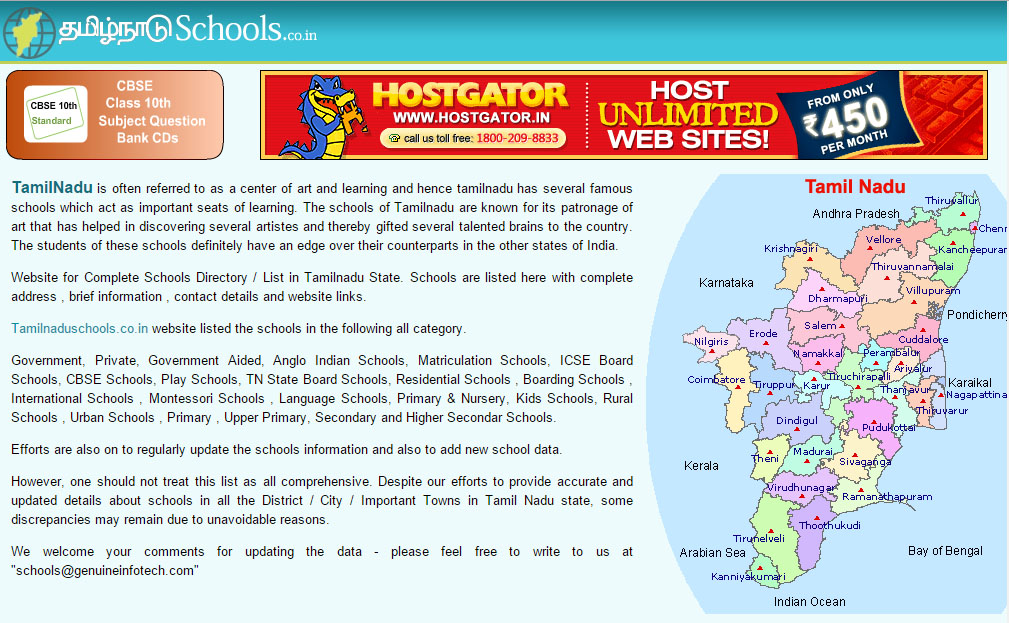 தமிழ்நாடு Schools.co.in
CBSE 10th
Standard
CBSE
Class 10th
Subject Question
Bank CDs
HOSTGATOR
WWW.HOSTGATOR.IN
call us toll free: 1800-209-8833
HOST
UNLIMITED
WEB SITES!
FROM ONLY
₹450
PER MONTH
TamilNadu is often referred to as a center of art and learning and hence tamilnadu has several famous
schools which act as important seats of learning. The schools of Tamilnadu are known for its patronage of
art that has helped in discovering several artistes and thereby gifted several talented brains to the country.
The students of these schools definitely have an edge over their counterparts in the other states of India.
Website for Complete Schools Directory / List in Tamilnadu State. Schools are listed here with complete
address , brief information , contact details and website links.
Tamilnaduschools.co.in website listed the schools in the following all category.
Government, Private, Government Aided, Anglo Indian Schools, Matriculation Schools, ICSE Board
Schools, CBSE Schools, Play Schools, TN State Board Schools, Residential Schools , Boarding Schools ,
International Schools , Montessori Schools , Language Schools, Primary & Nursery, Kids Schools, Rural
Schools , Urban Schools , Primary , Upper Primary, Secondary and Higher Secondar Schools.
Efforts are also on to regularly update the schools information and also to add new school data.
However, one should not treat this list as all comprehensive. Despite our efforts to provide accurate and
updated details about schools in all the District / City / Important Towns in Tamil Nadu state, some
discrepancies may remain due to unavoidable reasons.
We welcome your comments for updating the data - please feel free to write to us at
"schools@genuineinfotech.com"
Tamil Nadu
Thiruvallur
Andhra Pradesh
Chenn
Vellore
Krishnagiri
Kancheepuram
Thiruvannamalai
Karnataka
Villupuram
Dharmapuri
Pondicherry
Salem
Erode
Cuddalore
Nilgiris
Namakkal
Perambalur
Ariyalur
Coimbatore
Tiruppur
Karur
Tiruchirapalli
Karaikal
Thanjavur
Nagapattina
Thiruvarur
Dindigul
Pudukottai
Madurai
Theni
Sivaganga
Kerala
Virudhunagar
Ramanathapuram
Thoothukudi
Tirunelveli
Arabian Sea
Bay of Bengal
Kanniyakumari
Indian Ocean